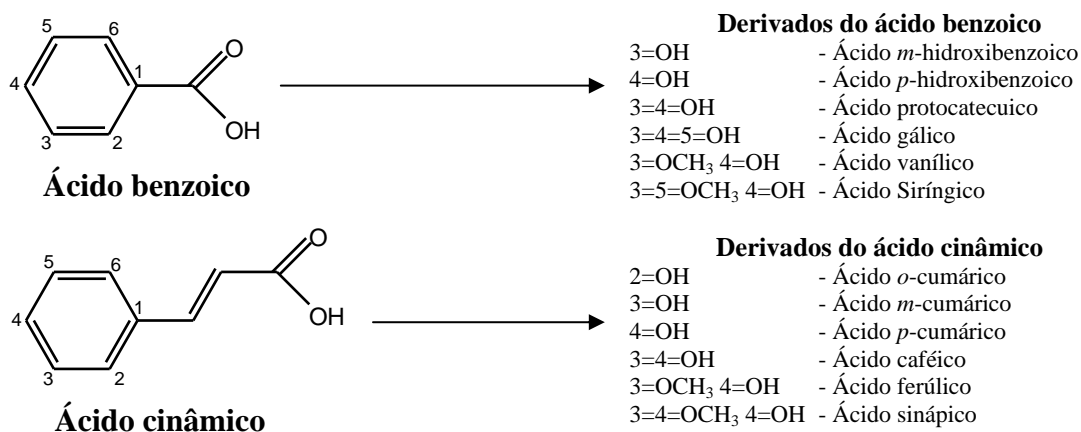 5
6
O
4
1
3
2
OH
Ácido benzoico
Derivados do ácido benzoico
3=OH - Ácido m-hidroxibenzoico
4=OH - Ácido p-hidroxibenzoico
3=4=OH - Ácido protocatecuico
3=4=5=OH - Ácido gálico
3=OCH₃ 4=OH - Ácido vanílico
3=5=OCH₃ 4=OH - Ácido Siríngico
O
5
6
4
1
OH
3
2
Ácido cinâmico
Derivados do ácido cinâmico
2=OH - Ácido o-cumárico
3=OH - Ácido m-cumárico
4=OH - Ácido p-cumárico
3=4=OH - Ácido caféico
3=OCH₃ 4=OH - Ácido ferúlico
3=4=OCH₃ 4=OH - Ácido sinápico